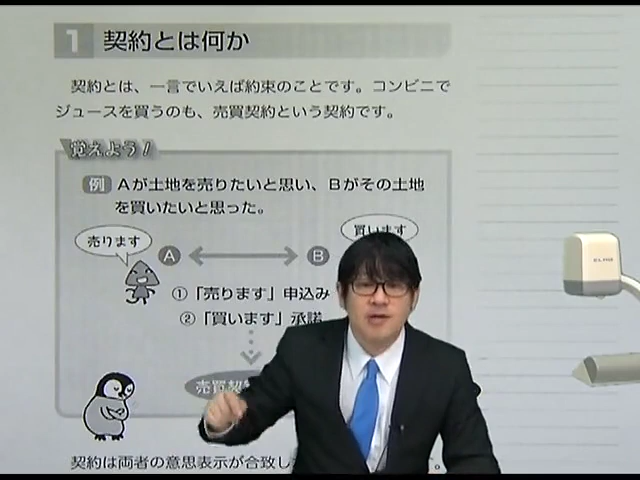 1 契約とは何か
契約とは、一言でいえば約束のことです。コンビニで
ジュースを買うのも、売買契約という契約です。
覚えよう!
例 Aが土地を売りたいと思い、Bがその土地
を買いたいと思った。
売ります
買います
A B
①「売ります」申込み
②「買います」承諾
売買契
契約は両者の意思表示が合致し
ELMO